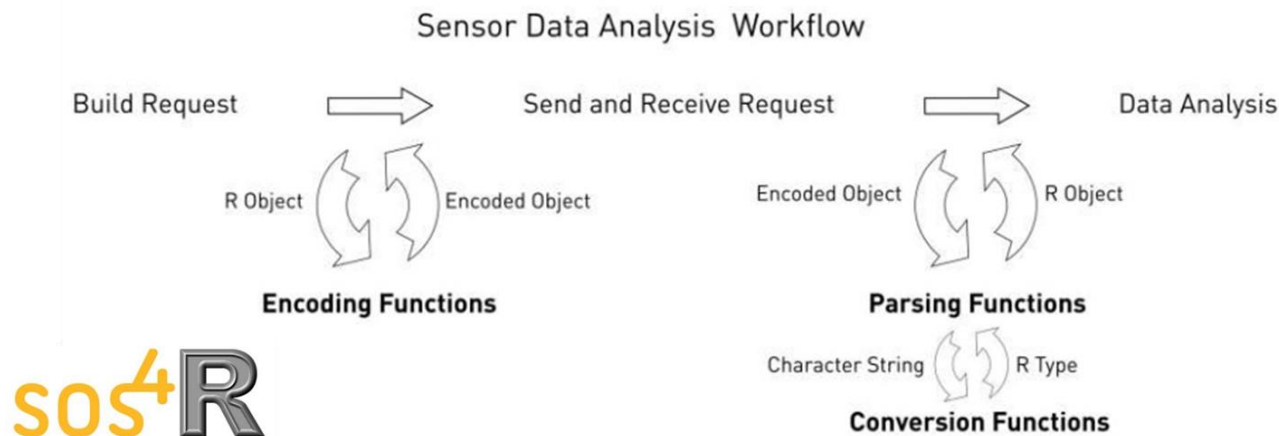 Sensor Data Analysis Workflow
Build Request Send and Receive Request Data Analysis
R Object Encoded Object Encoded Object R Object
Encoding Functions Parsing Functions
Character String R Type
Conversion Functions
sos4R